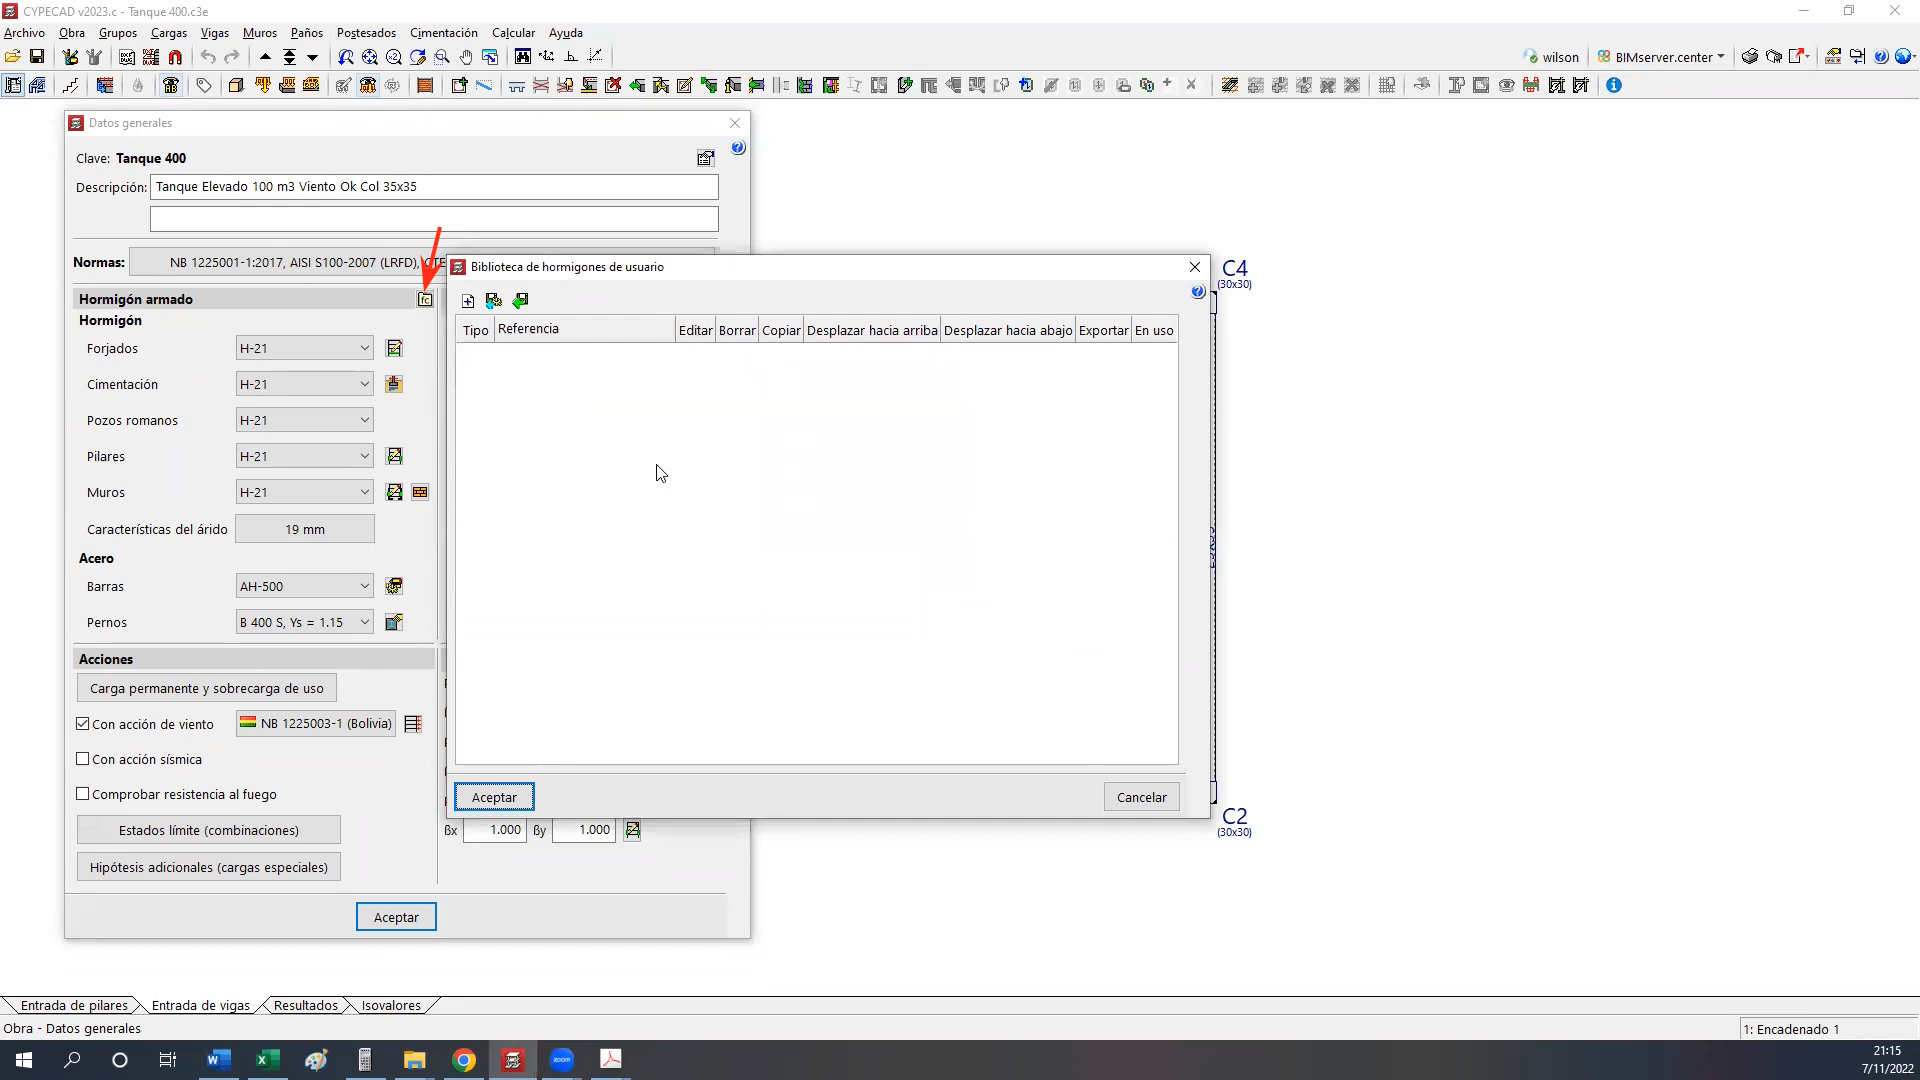 CYPECAD v2023.c - Tanque 400.c3e
Archivo Obra Grupos Cargas Vigas Muros Paños Postesados Cimentación Calcular Ayuda
wilson BIMserver.center
Datos generales
Clave: Tanque 400
Descripción: Tanque Elevado 100 m3 Viento Ok Col 35x35
Normas: NB 1225001-1:2017, AISI S100-2007 (LRFD), CTE
Hormigón armado
Hormigón
Forjados H-21
Cimentación H-21
Pozos romanos H-21
Pilares H-21
Muros H-21
Características del árido 19 mm
Acero
Barras AH-500
Pernos B 400 S, Ys = 1.15
Acciones
Carga permanente y sobrecarga de uso
Con acción de viento NB 1225003-1 (Bolivia)
Con acción sísmica
Comprobar resistencia al fuego
Estados límite (combinaciones)
Hipótesis adicionales (cargas especiales)
ßx 1.000 ßy 1.000
Aceptar
Biblioteca de hormigones de usuario
Tipo Referencia Editar Borrar Copiar Desplazar hacia arriba Desplazar hacia abajo Exportar En uso
Aceptar Cancelar
C4
(30x30)
C2
(30x30)
Entrada de pilares Entrada de vigas Resultados Isovalores
Obra - Datos generales
1: Encadenado 1
zoom
21:15
7/11/2022